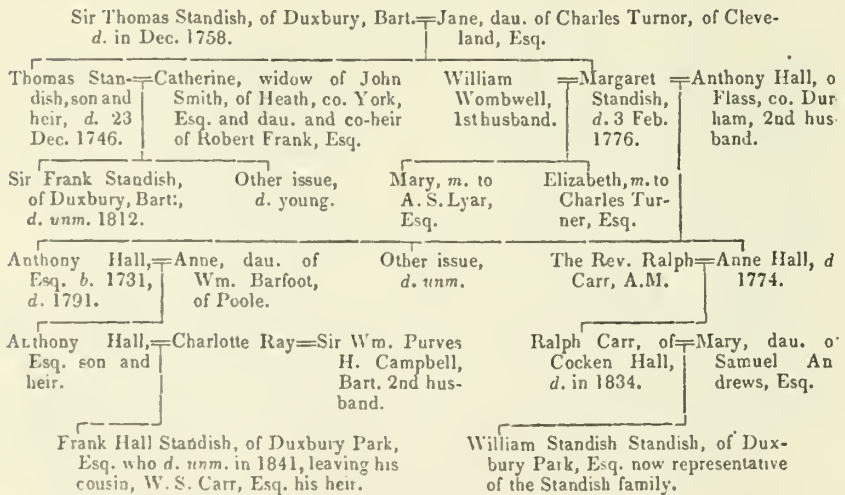 Sir Thomas Standish, of Duxbury, Bart. = Jane, dau. of Charles Turnor, of Cleve-
d. in Dec. 1758.
land, Esq.
Thomas Stan-
dish, son and
heir, d. 23
Dec. 1746.
= Catherine, widow of John
Smith, of Heath, co. York,
Esq. and dau. and co-heir
of Robert Frank, Esq.
William
Wombwell,
1st husband.
= Margaret
Standish,
d. 3 Feb.
1776.
= Anthony Hall, o
Flass, co. Dur
ham, 2nd hus-
band.
Sir Frank Standish,
of Duxbury, Bart:,
d. unm. 1812.
Other issue,
d. young.
Mary, m. to
A. S. Lyar,
Esq.
Elizabeth, m. to
Charles Tur-
ner, Esq.
Anthony Hall,
Esq. b. 1731,
d. 1791.
= Anne, dau. of
Wm. Barfoot,
of Poole.
Other issue,
d. unm.
The Rev. Ralph
Carr, A.M.
= Anne Hall, d
1774.
Anthony Hall,
Esq. son and
heir.
= Charlotte Ray
= Sir Wm. Purves
H. Campbell,
Bart. 2nd hus-
band.
Ralph Carr, of
Cocken Hall,
d. in 1834.
= Mary, dau. o
Samuel An
drews, Esq.
Frank Hall Standish, of Duxbury Park,
Esq. who d. unm. in 1841, leaving his
cousin, W. S. Carr, Esq. his heir.
William Standish Standish, of Dux-
bury Park, Esq. now representative
of the Standish family.